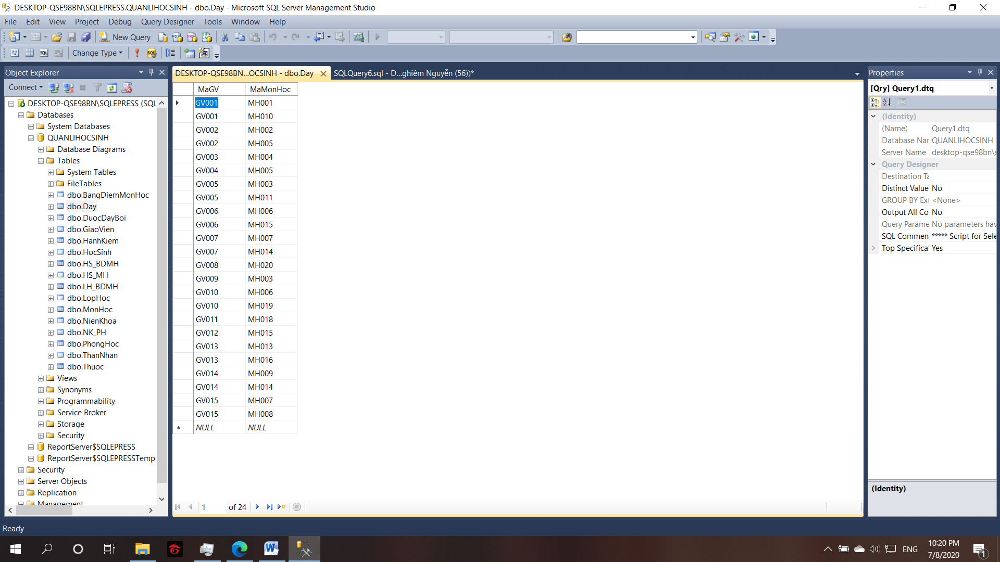 DESKTOP-QSE98BN\SQLEPRESS.QUANLIHOCSINH - dbo.Day - Microsoft SQL Server Management Studio
File Edit View Project Debug Query Designer Tools Window Help
New Query
Change Type
Object Explorer
Connect
DESKTOP-QSE98BN\SQLEPRESS (SQL
Databases
System Databases
QUANLIHOCSINH
Database Diagrams
Tables
System Tables
FileTables
dbo.BangDiemMonHoc
dbo.Day
dbo.DuocDayBoi
dbo.GiaoVien
dbo.HanhKiem
dbo.HocSinh
dbo.HS_BDMH
dbo.HS_MH
dbo.LH_BDMH
dbo.LopHoc
dbo.MonHoc
dbo.NienKhoa
dbo.NK_PH
dbo.PhongHoc
dbo.ThanNhan
dbo.Thuoc
Views
Synonyms
Programmability
Service Broker
Storage
Security
ReportServer$SQLEPRESS
ReportServer$SQLEPRESSTemp
Security
Server Objects
Replication
Management
DESKTOP-QSE98BN...OCSINH - dbo.Day
SQLQuery6.sql - D...ghiêm Nguyễn (56))*
MaGV MaMonHoc
GV001 MH001
GV001 MH010
GV002 MH002
GV002 MH005
GV003 MH004
GV004 MH005
GV005 MH003
GV005 MH011
GV006 MH006
GV006 MH015
GV007 MH007
GV007 MH014
GV008 MH020
GV009 MH003
GV010 MH006
GV010 MH019
GV011 MH018
GV012 MH015
GV013 MH013
GV013 MH016
GV014 MH009
GV014 MH014
GV015 MH007
GV015 MH008
NULL NULL
1 of 24
Properties
[Qry] Query1.dtq
(Identity)
(Name) Query1.dtq
Database Nar QUANLIHOCSINH
Server Name desktop-qse98bn\s
Query Designer
Destination Ta
Distinct Value No
GROUP BY Ext <None>
Output All Co No
Query Parame No parameters hav
SQL Commen ***** Script for Sele
Top Specificat Yes
(Identity)
Ready
ENG
10:20 PM
7/8/2020
1